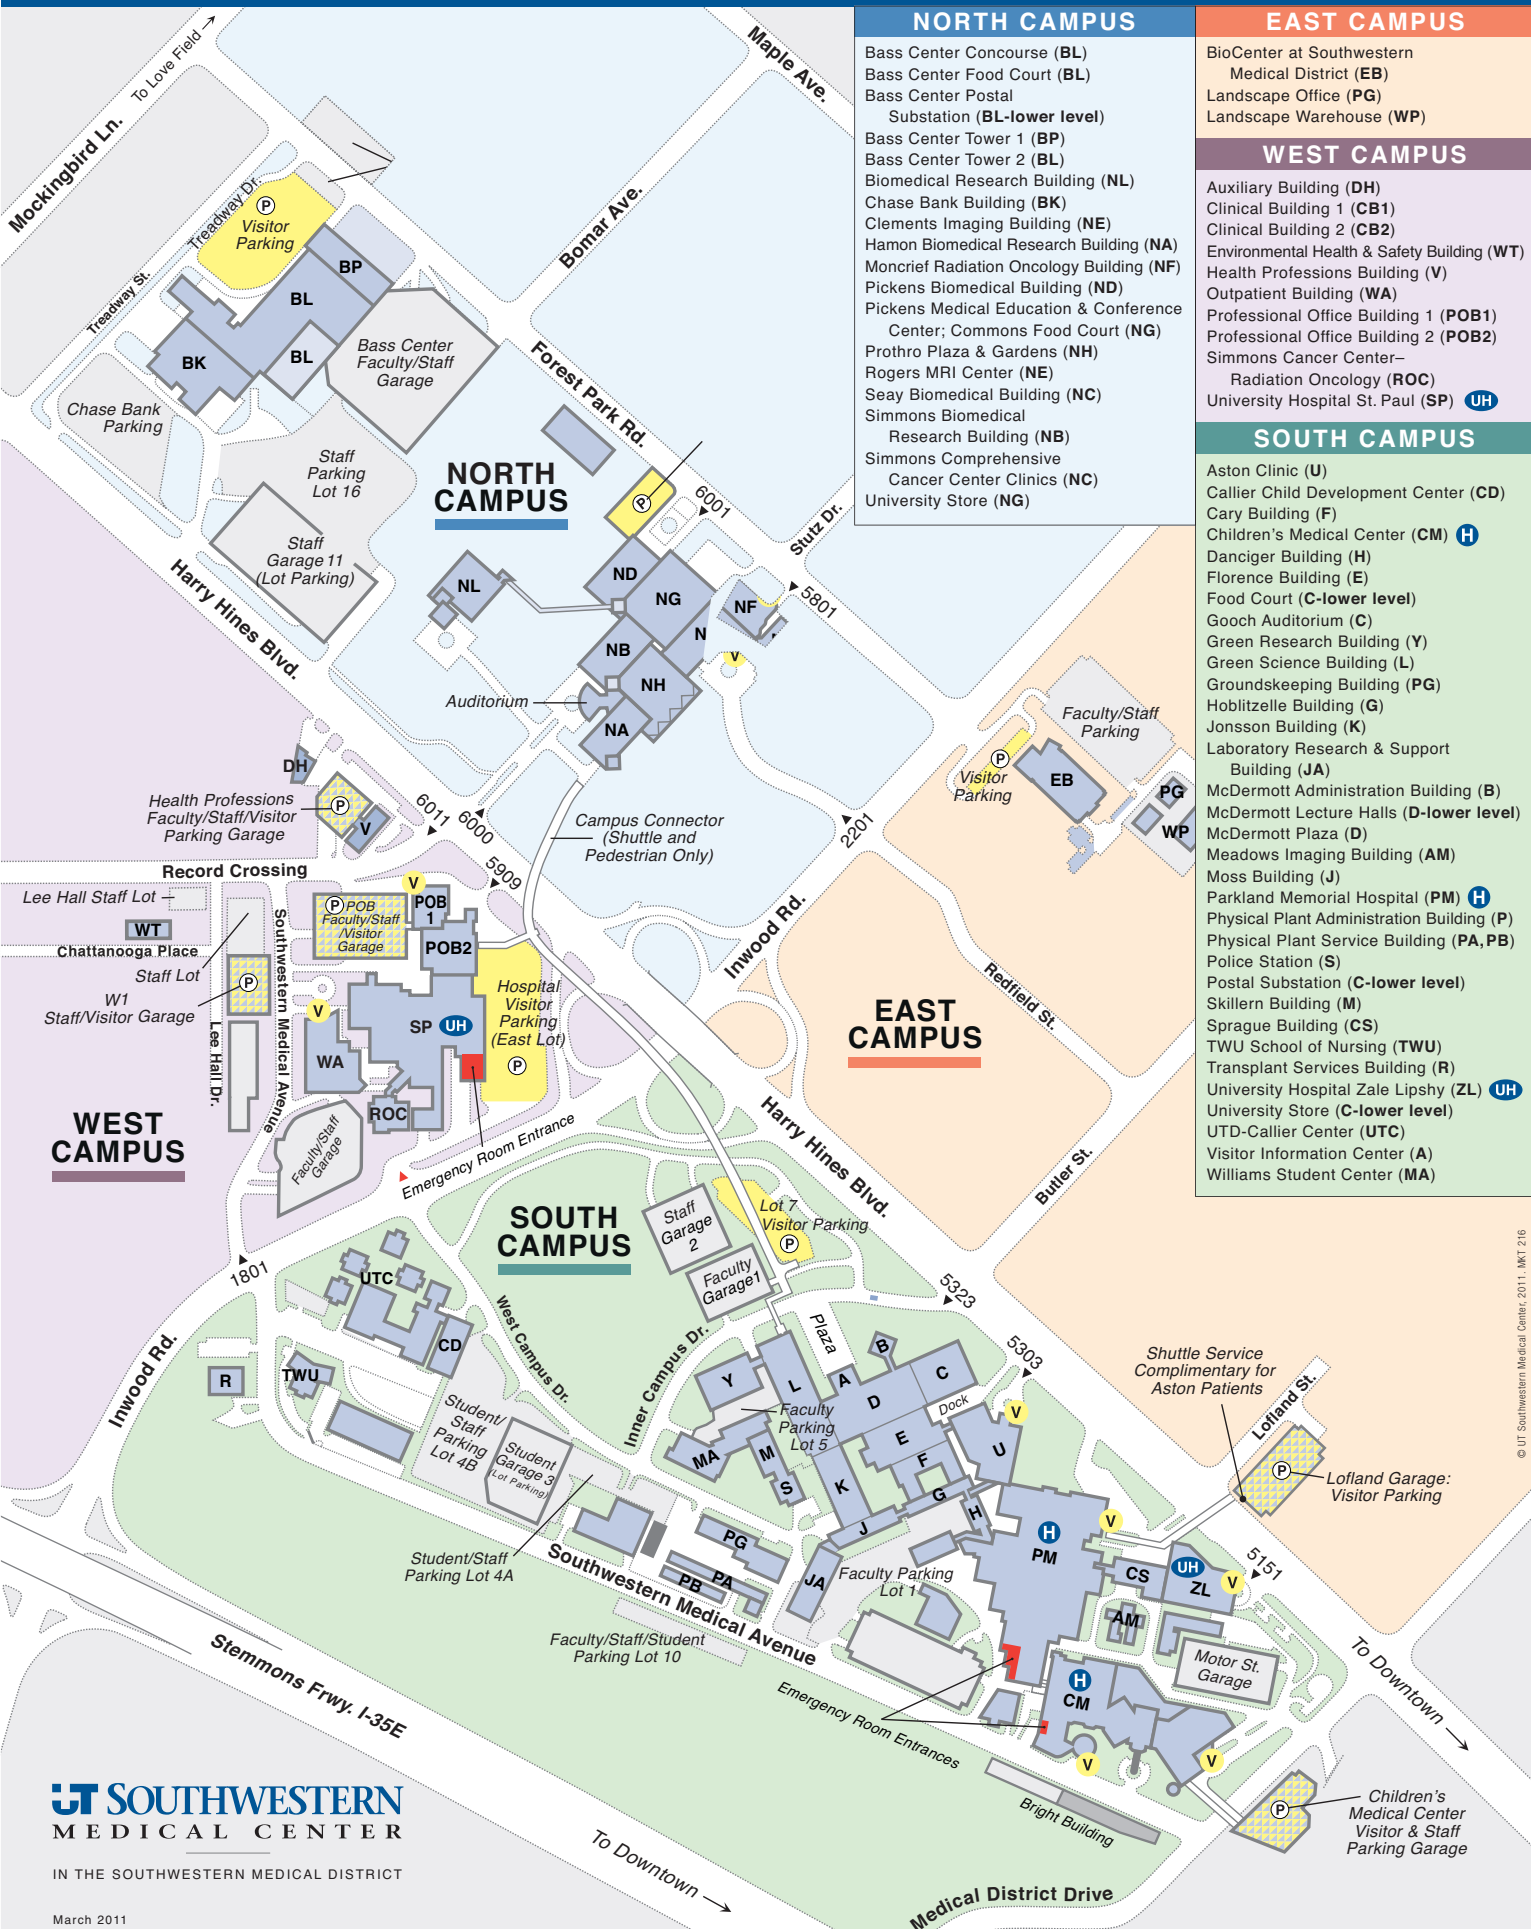 NORTH CAMPUS
Bass Center Concourse (BL)
Bass Center Food Court (BL)
Bass Center Postal
Substation (BL-lower level)
Bass Center Tower 1 (BP)
Bass Center Tower 2 (BL)
Biomedical Research Building (NL)
Chase Bank Building (BK)
Clements Imaging Building (NE)
Hamon Biomedical Research Building (NA)
Moncrief Radiation Oncology Building (NF)
Pickens Biomedical Building (ND)
Pickens Medical Education & Conference
Center; Commons Food Court (NG)
Prothro Plaza & Gardens (NH)
Rogers MRI Center (NE)
Seay Biomedical Building (NC)
Simmons Biomedical
Research Building (NB)
Simmons Comprehensive
Cancer Center Clinics (NC)
University Store (NG)
EAST CAMPUS
BioCenter at Southwestern
Medical District (EB)
Landscape Office (PG)
Landscape Warehouse (WP)
WEST CAMPUS
Auxiliary Building (DH)
Clinical Building 1 (CB1)
Clinical Building 2 (CB2)
Environmental Health & Safety Building (WT)
Health Professions Building (V)
Outpatient Building (WA)
Professional Office Building 1 (POB1)
Professional Office Building 2 (POB2)
Simmons Cancer Center–
Radiation Oncology (ROC)
University Hospital St. Paul (SP) UH
SOUTH CAMPUS
Aston Clinic (U)
Callier Child Development Center (CD)
Cary Building (F)
Children's Medical Center (CM) H
Danciger Building (H)
Florence Building (E)
Food Court (C-lower level)
Gooch Auditorium (C)
Green Research Building (Y)
Green Science Building (L)
Groundskeeping Building (PG)
Hoblitzelle Building (G)
Jonsson Building (K)
Laboratory Research & Support
Building (JA)
McDermott Administration Building (B)
McDermott Lecture Halls (D-lower level)
McDermott Plaza (D)
Meadows Imaging Building (AM)
Moss Building (J)
Parkland Memorial Hospital (PM) H
Physical Plant Administration Building (P)
Physical Plant Service Building (PA, PB)
Police Station (S)
Postal Substation (C-lower level)
Skillern Building (M)
Sprague Building (CS)
TWU School of Nursing (TWU)
Transplant Services Building (R)
University Hospital Zale Lipshy (ZL) UH
University Store (C-lower level)
UTD-Callier Center (UTC)
Visitor Information Center (A)
Williams Student Center (MA)
To Love Field
Mockingbird Ln.
Maple Ave.
Treadway Dr.
P
Visitor
Parking
Bomar Ave.
BP
BL
Treadway St.
BL
BK
Bass Center
Faculty/Staff
Garage
Forest Park Rd.
Chase Bank
Parking
Staff
Parking
Lot 16
NORTH
CAMPUS
P
6001
Stutz Dr.
Staff
Garage 11
(Lot Parking)
Harry Hines Blvd.
NL
ND
NG
NF
5801
N
NB
V
NH
Auditorium
NA
Faculty/Staff
Parking
P
Visitor
Parking
EB
PG
WP
DH
Health Professions
Faculty/Staff/Visitor
Parking Garage
P
V
6011
6000
5909
Campus Connector
(Shuttle and
Pedestrian Only)
2201
Record Crossing
Lee Hall Staff Lot
WT
Chattanooga Place
Staff Lot
W1
Staff/Visitor Garage
P
Southwestern Medical Avenue
Lee Hall Dr.
P POB
Faculty/Staff
/Visitor
Garage
V
POB
1
POB2
Hospital
Visitor
Parking
(East Lot)
P
V
SP UH
WA
ROC
Faculty/Staff
Garage
Emergency Room Entrance
WEST
CAMPUS
Inwood Rd.
Redfield St.
EAST
CAMPUS
Harry Hines Blvd.
Butler St.
SOUTH
CAMPUS
Staff
Garage
2
Lot 7
Visitor Parking
P
Faculty
Garage1
1801
UTC
CD
Inwood Rd.
R
TWU
West Campus Dr.
Inner Campus Dr.
Plaza
5323
5303
B
C
Y
L
A
D
Dock
V
Faculty
Parking
Lot 5
E
U
F
MA
M
S
K
G
H
J
Student/
Staff
Parking
Lot 4B
Student
Garage 3
(Lot Parking)
Shuttle Service
Complimentary for
Aston Patients
Lofland St.
P
Lofland Garage:
Visitor Parking
Student/Staff
Parking Lot 4A
Southwestern Medical Avenue
PG
PA
PB
JA
Faculty Parking
Lot 1
H
PM
V
CS
UH
ZL
V
5151
AM
Motor St.
Garage
Faculty/Staff/Student
Parking Lot 10
H
CM
Emergency Room Entrances
V
V
Bright Building
P
Children's
Medical Center
Visitor & Staff
Parking Garage
To Downtown
Stemmons Frwy. I-35E
To Downtown
Medical District Drive
UT SOUTHWESTERN
MEDICAL CENTER
IN THE SOUTHWESTERN MEDICAL DISTRICT
March 2011
© UT Southwestern Medical Center, 2011. MKT 216